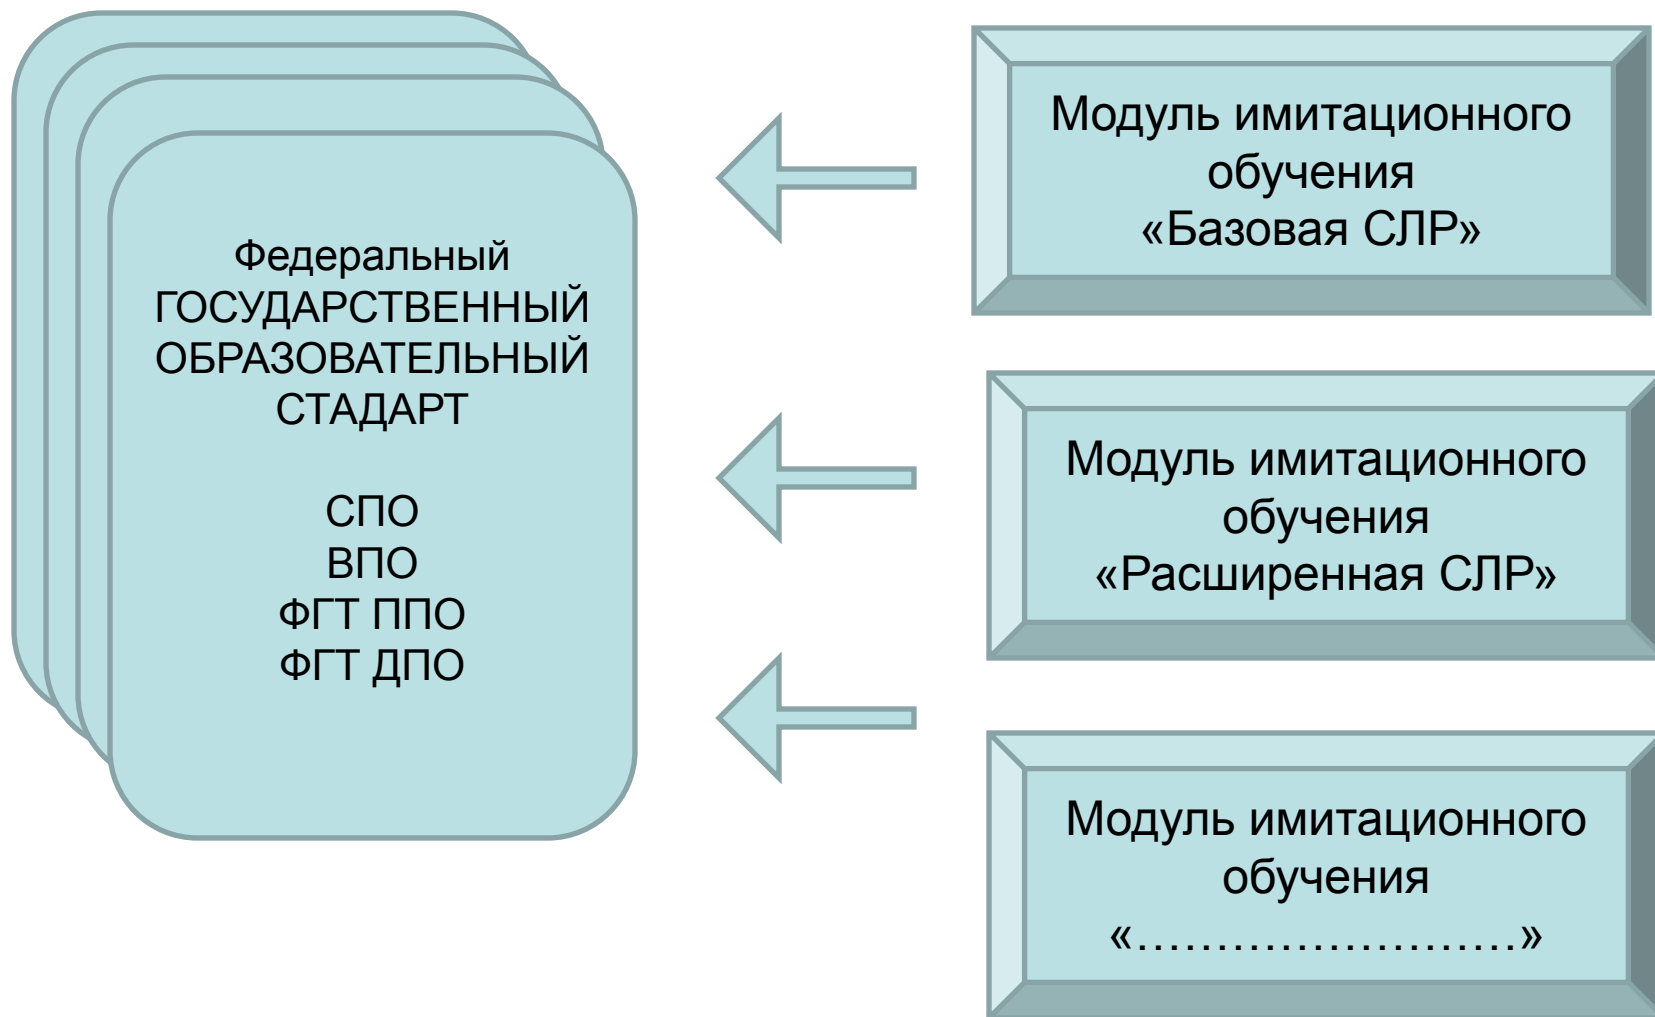 Федеральный
ГОСУДАРСТВЕННЫЙ
ОБРАЗОВАТЕЛЬНЫЙ
СТАДАРТ
СПО
ВПО
ФГТ ППО
ФГТ ДПО
Модуль имитационного
обучения
«Базовая СЛР»
Модуль имитационного
обучения
«Расширенная СЛР»
Модуль имитационного
обучения
«……………………»